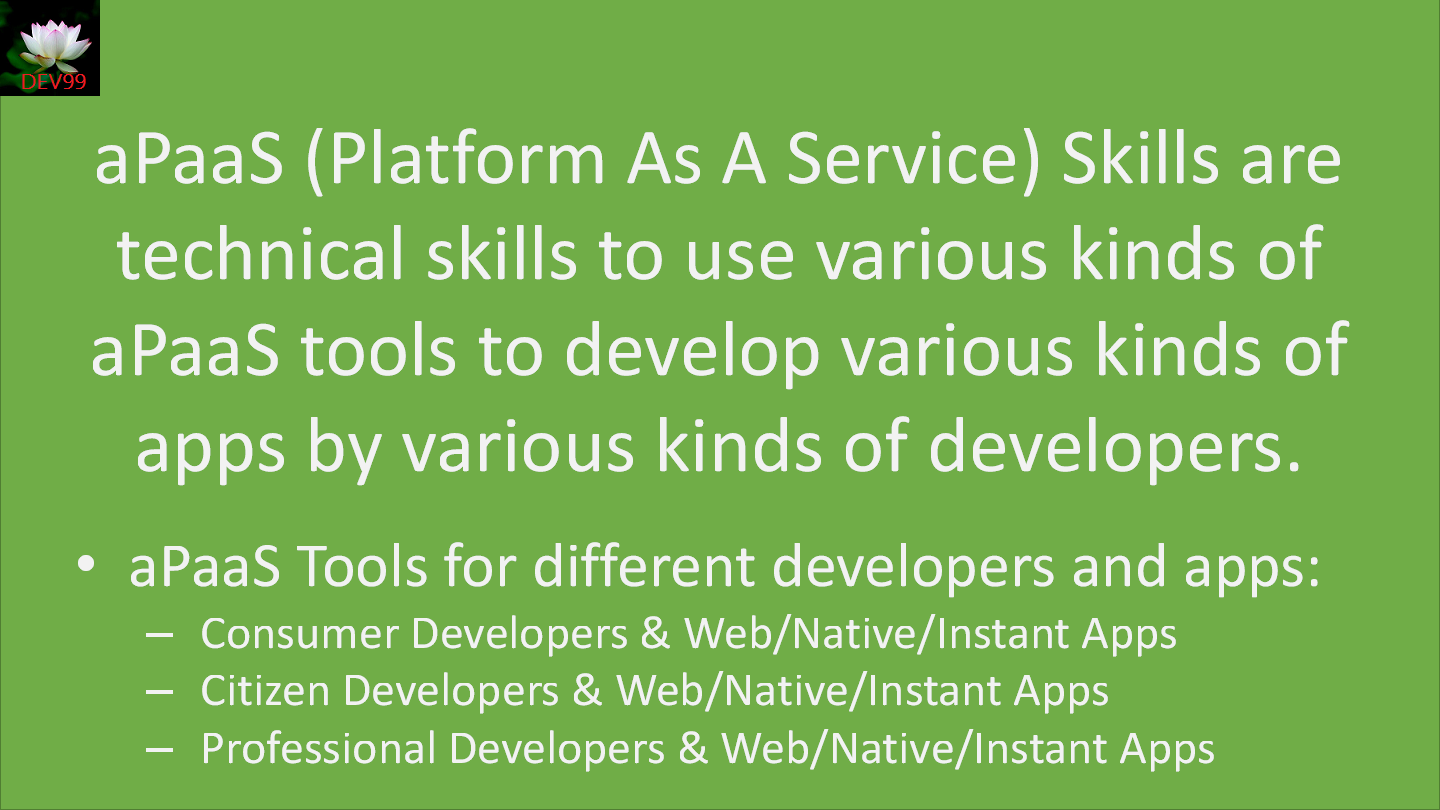 DEV99
aPaaS (Platform As A Service) Skills are
technical skills to use various kinds of
aPaaS tools to develop various kinds of
apps by various kinds of developers.
• aPaaS Tools for different developers and apps:
– Consumer Developers & Web/Native/Instant Apps
– Citizen Developers & Web/Native/Instant Apps
– Professional Developers & Web/Native/Instant Apps